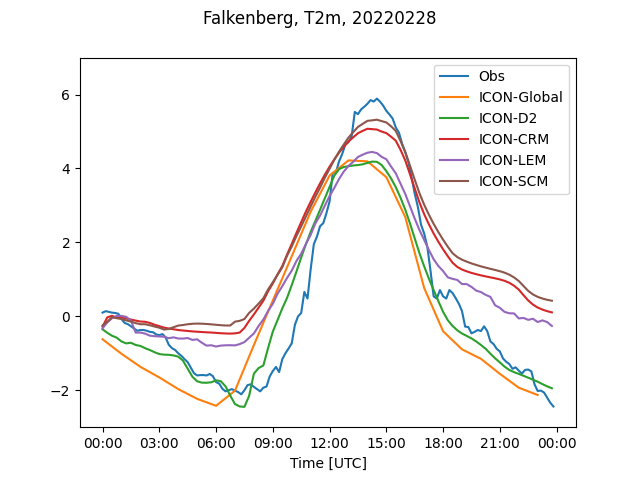 Falkenberg, T2m, 20220228
Obs
ICON-Global
ICON-D2
ICON-CRM
ICON-LEM
ICON-SCM
6
4
2
0
−2
00:00 03:00 06:00 09:00 12:00 15:00 18:00 21:00 00:00
Time [UTC]